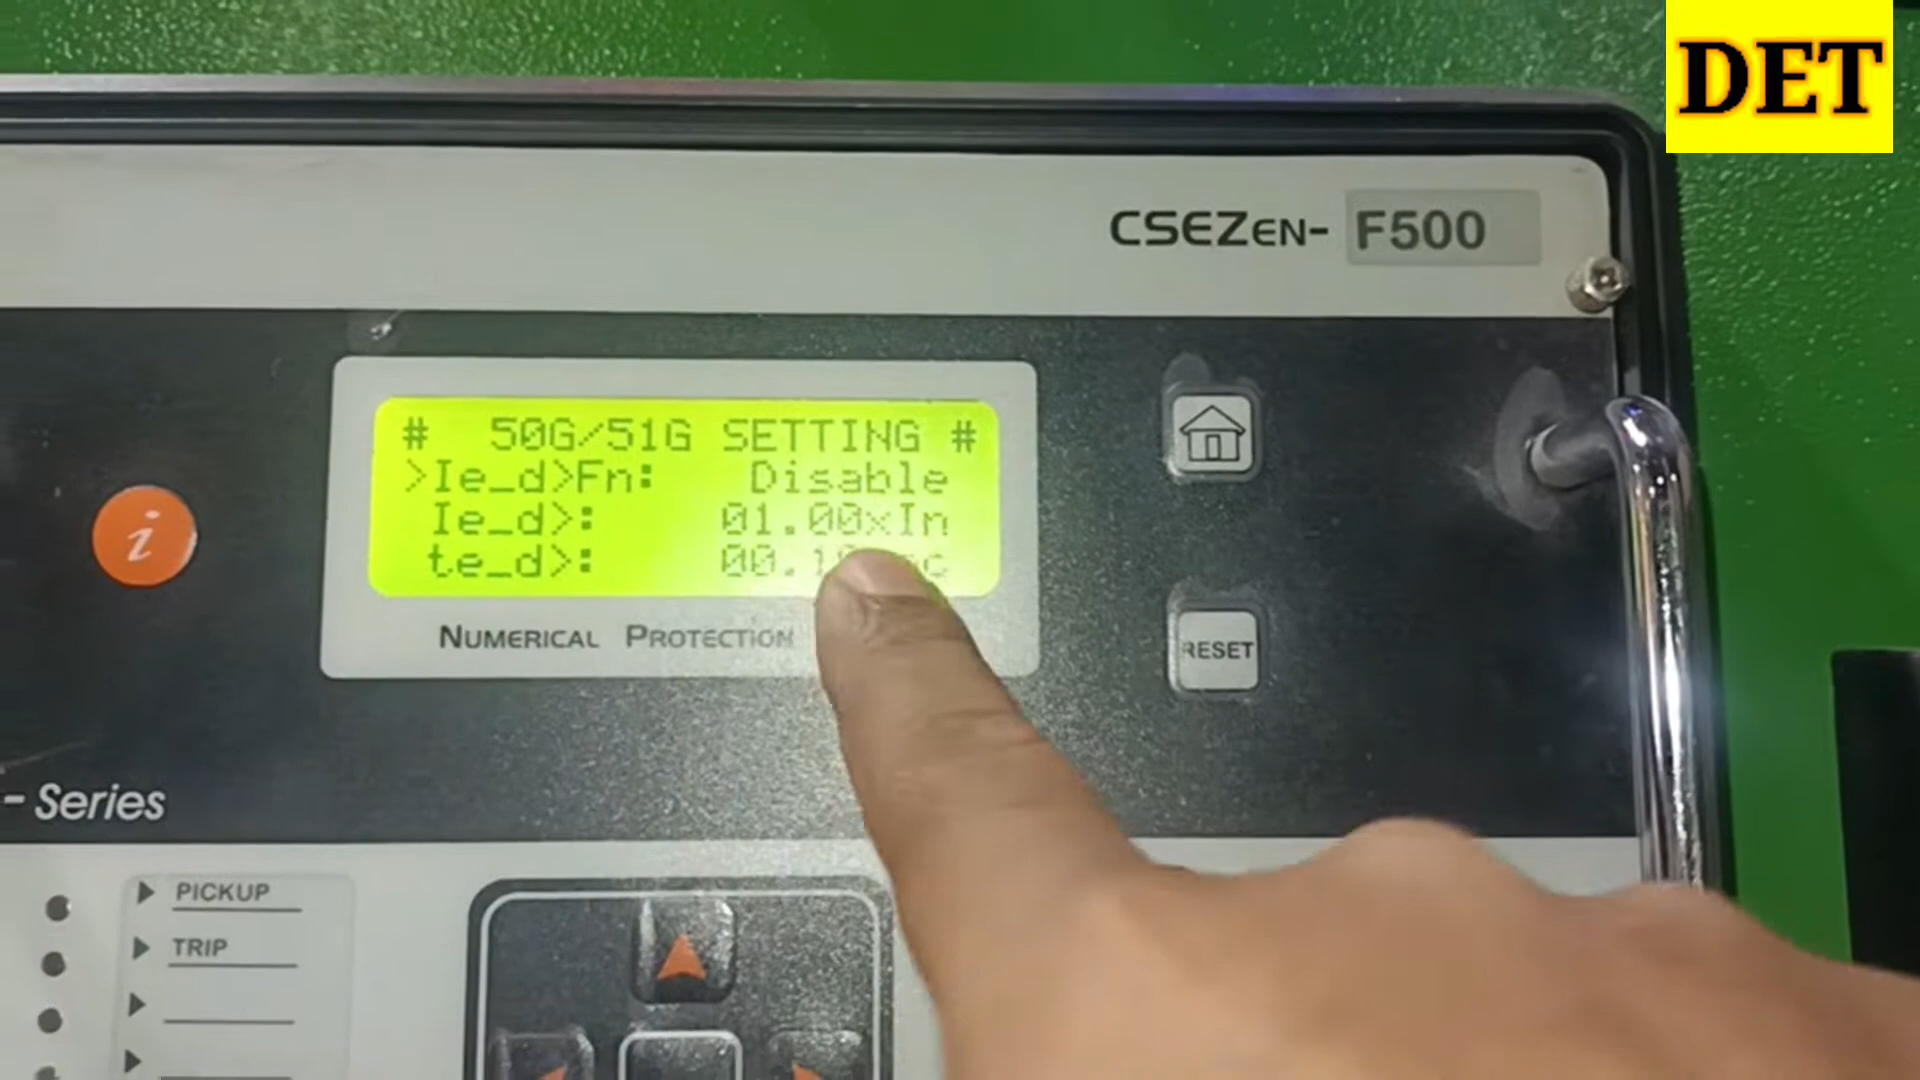 DET
CSEZEN- F500
# 50G/51G SETTING #
>Ie_d>Fn: Disable
Ie_d>: 01.00xIn
te_d>:
NUMERICAL PROTECTION
i
RESET
- Series
PICKUP
TRIP